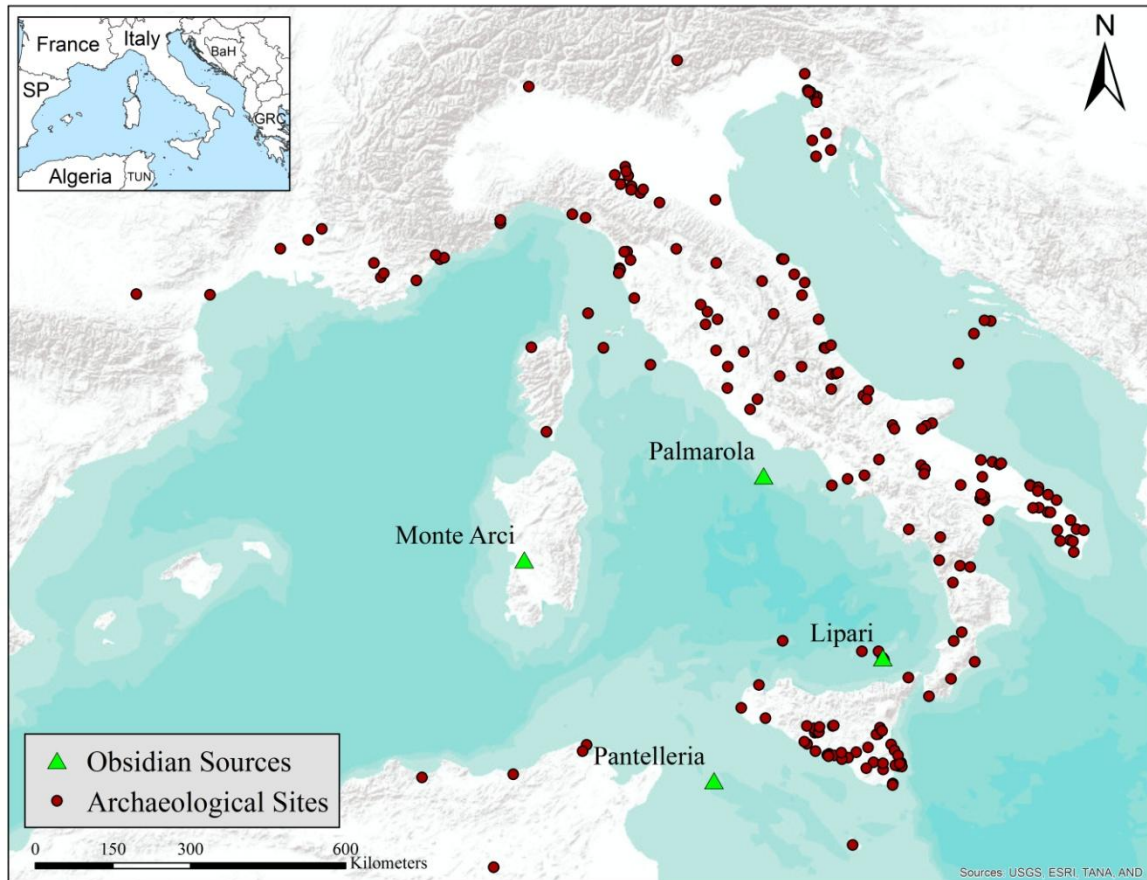 France
Italy
BaH
SP
GRC
Algeria
TUN
N
Palmarola
Monte Arci
Lipari
Pantelleria
Obsidian Sources
Archaeological Sites
0 150 300 600
Kilometers
Sources: USGS, ESRI, TANA, AND